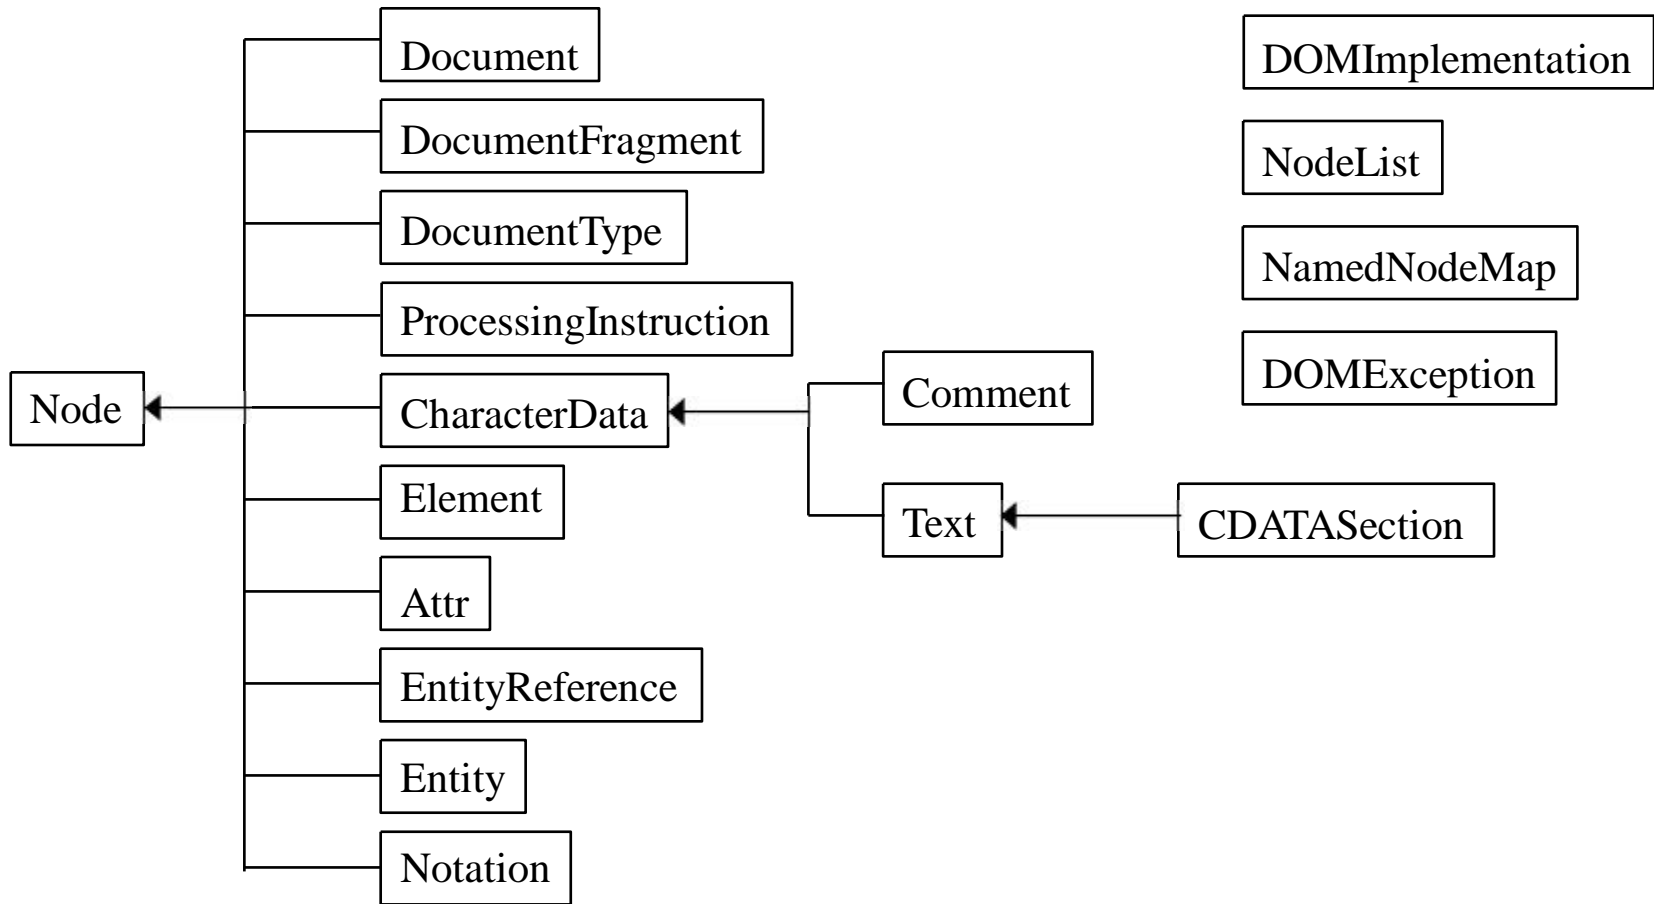 Document
DocumentFragment
DocumentType
ProcessingInstruction
Node
CharacterData
Element
Attr
EntityReference
Entity
Notation
Comment
Text
CDATASection
DOMImplementation
NodeList
NamedNodeMap
DOMException